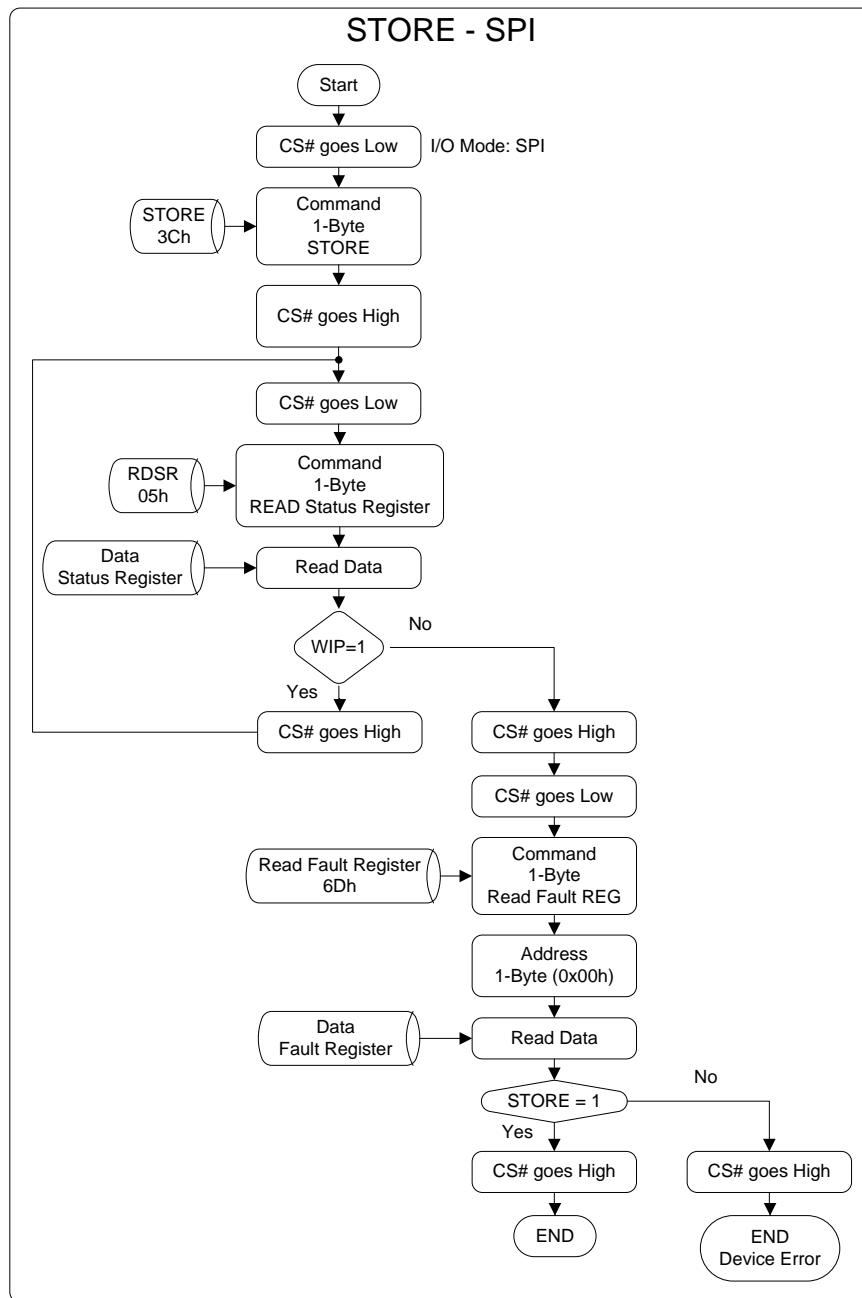 STORE - SPI
Start
CS# goes Low
I/O Mode: SPI
STORE
3Ch
Command
1-Byte
STORE
CS# goes High
CS# goes Low
RDSR
05h
Command
1-Byte
READ Status Register
Data
Status Register
Read Data
WIP=1
No
Yes
CS# goes High
CS# goes High
CS# goes Low
Read Fault Register
6Dh
Command
1-Byte
Read Fault REG
Address
1-Byte (0x00h)
Data
Fault Register
Read Data
STORE = 1
No
Yes
CS# goes High
CS# goes High
END
END
Device Error